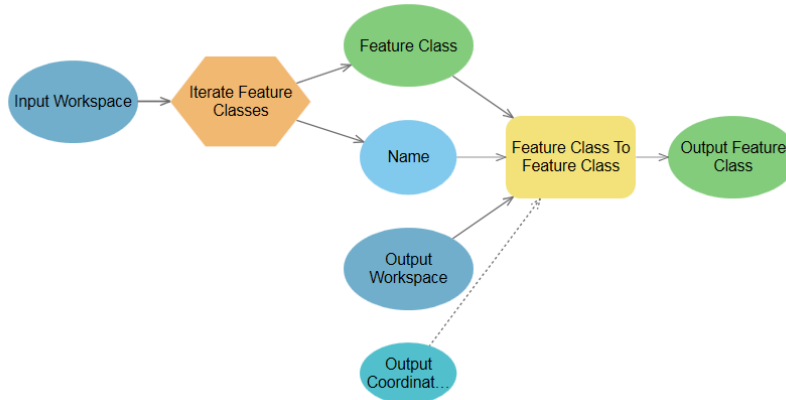 Feature Class
Input Workspace
Iterate Feature
Classes
Name
Feature Class To
Feature Class
Output Feature
Class
Output
Workspace
Output
Coordinat...